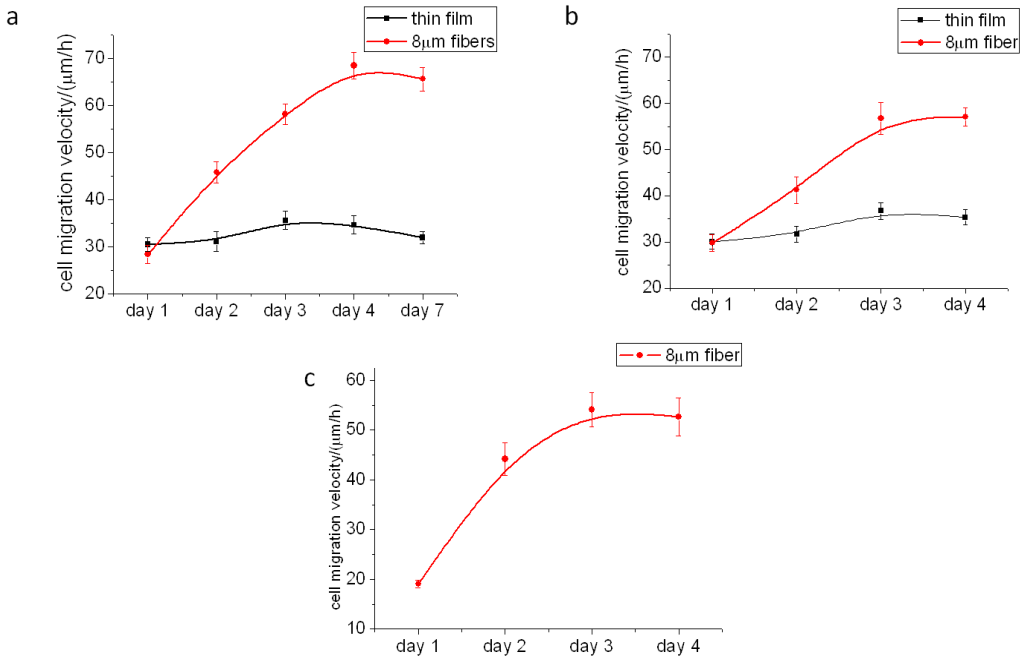 a
thin film
8μm fibers
cell migration velocity/(μm/h)
70
60
50
40
30
20
day 1 day 2 day 3 day 4 day 7
b
thin film
8μm fiber
cell migration velocity/(μm/h)
70
60
50
40
30
20
day 1 day 2 day 3 day 4
c
8μm fiber
cell migration velocity/(μm/h)
60
50
40
30
20
10
day 1 day 2 day 3 day 4